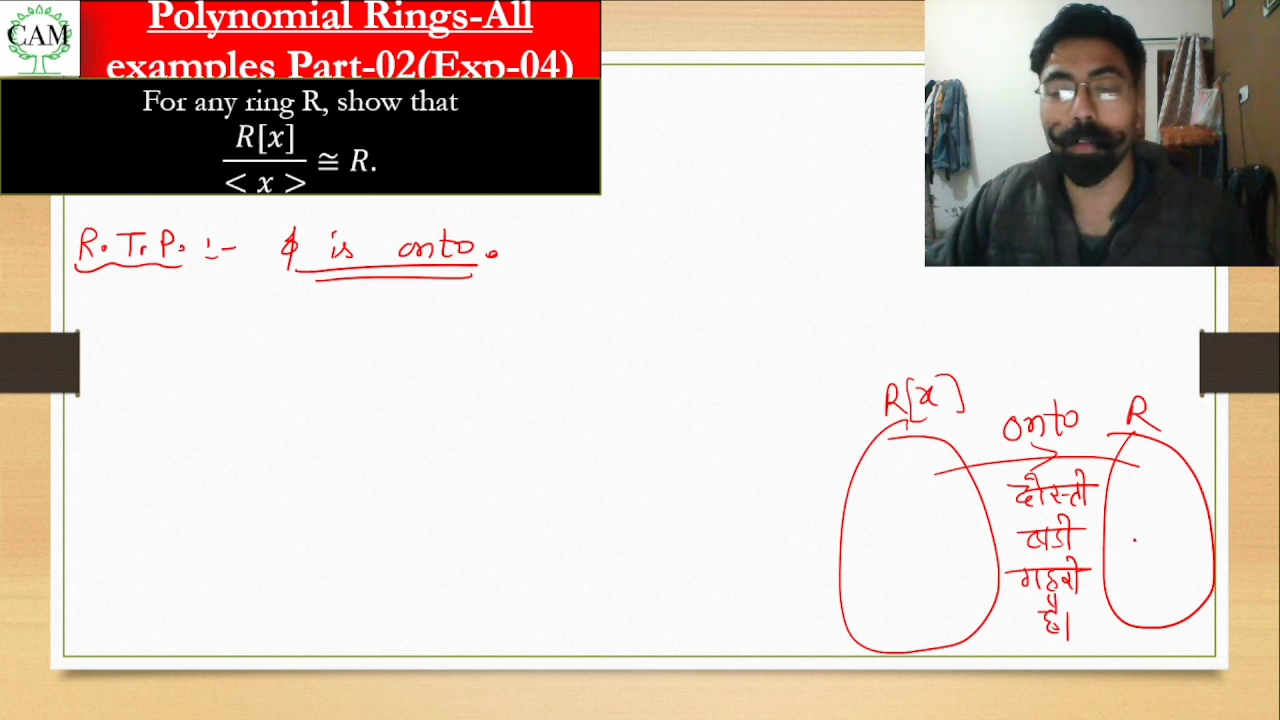 CAM
Polynomial Rings-All
examples Part-02(Exp-04)
For any ring R, show that
R[x]
< x > ≅ R.
R.T.P. :- φ is onto.
R[x]
onto
R
दोस्ती
बडी
गहरी
है।